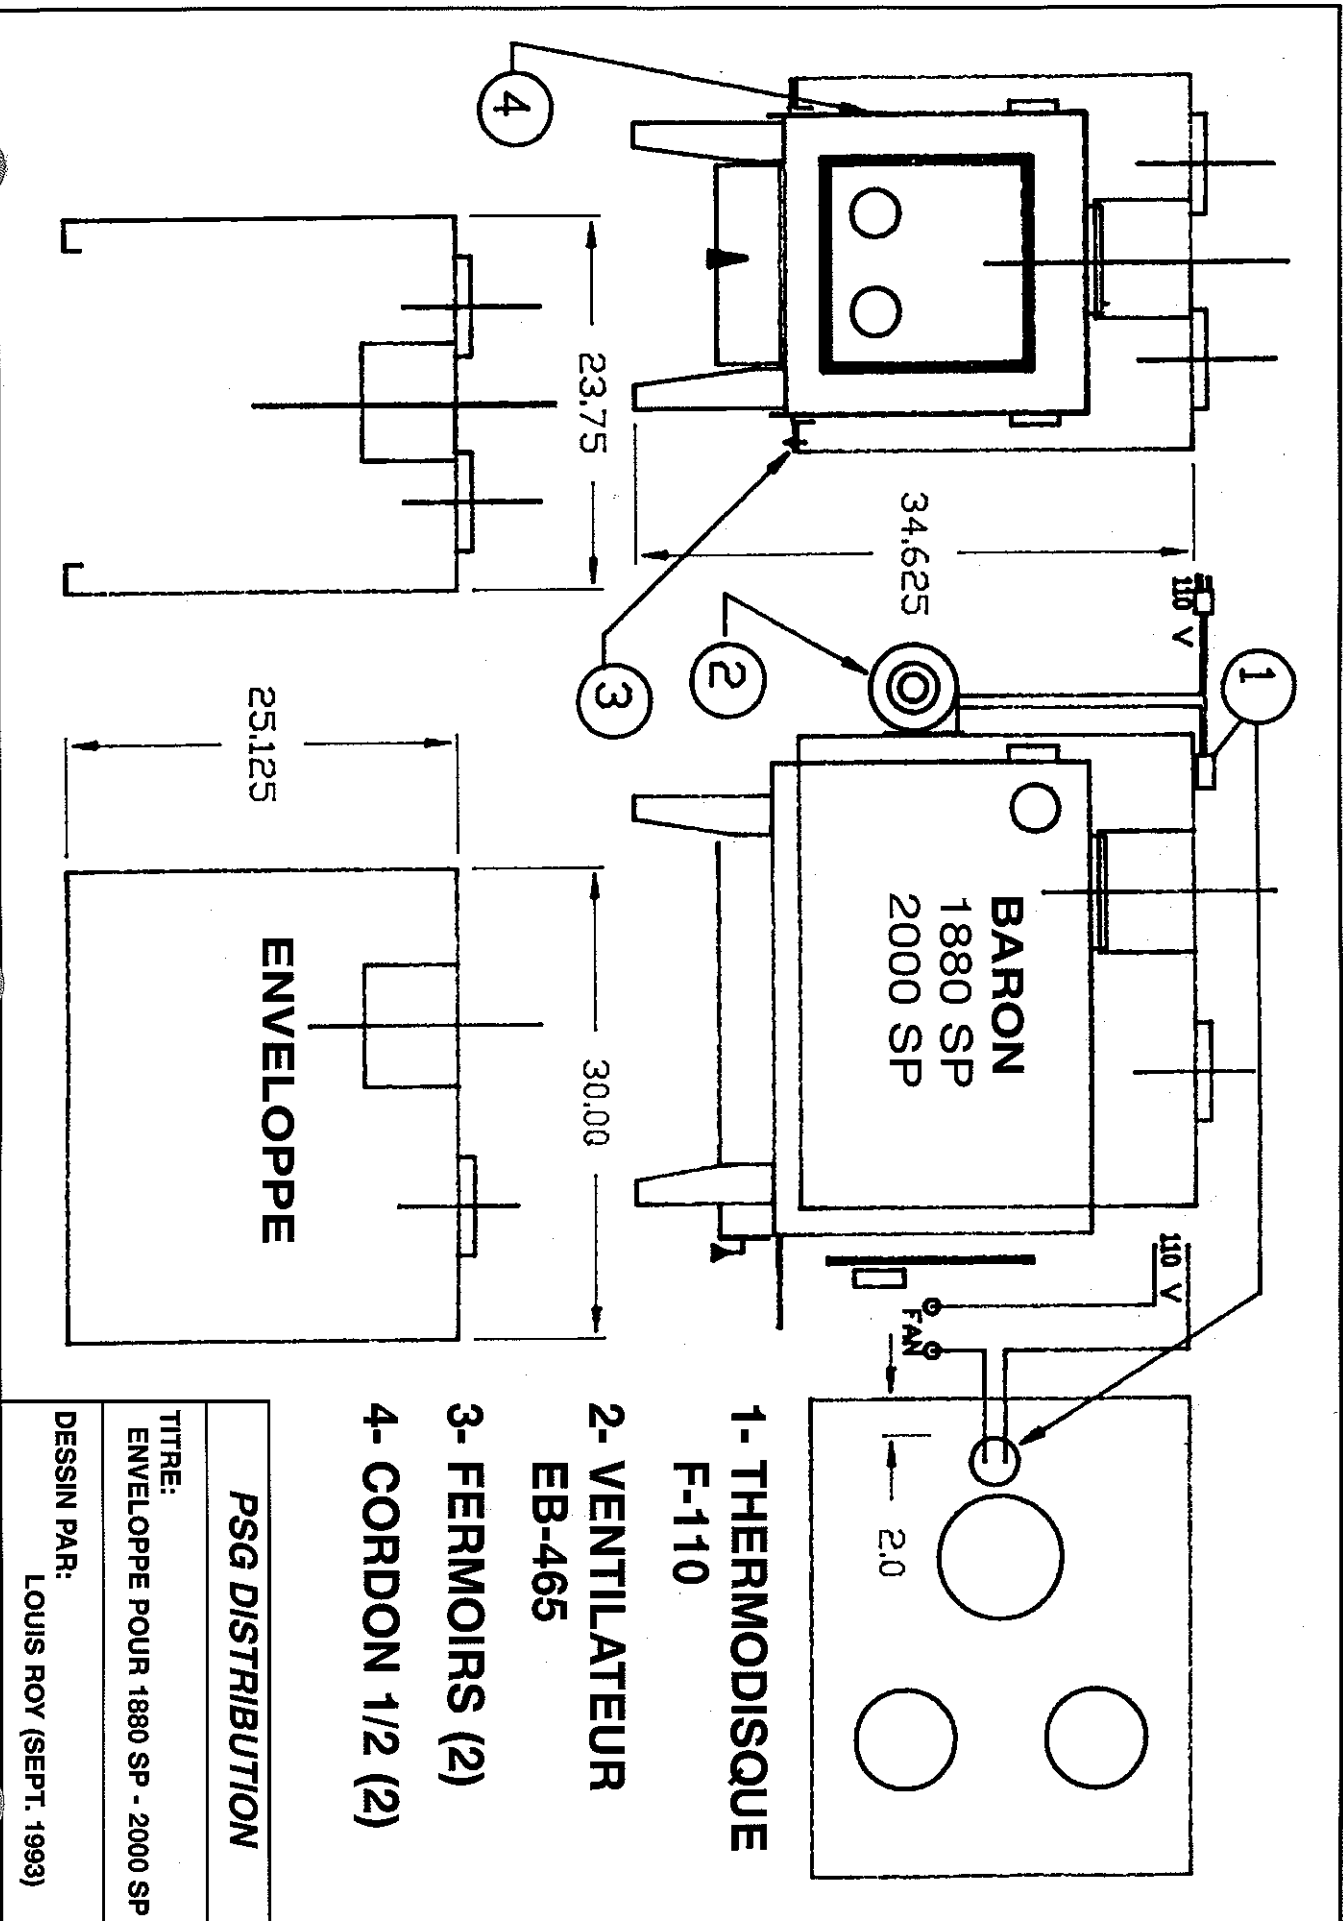 4
34.625
3
110 V
1
2
BARON
1880 SP
2000 SP
110 V
FAN
2.0
23.75
25.125
30.00
ENVELOPPE
1- THERMODISQUE
F-110
2- VENTILATEUR
EB-465
3- FERMOIRS (2)
4- CORDON 1/2 (2)
PSG DISTRIBUTION
TITRE:
ENVELOPPE POUR 1880 SP - 2000 SP
DESSIN PAR:
LOUIS ROY (SEPT. 1993)